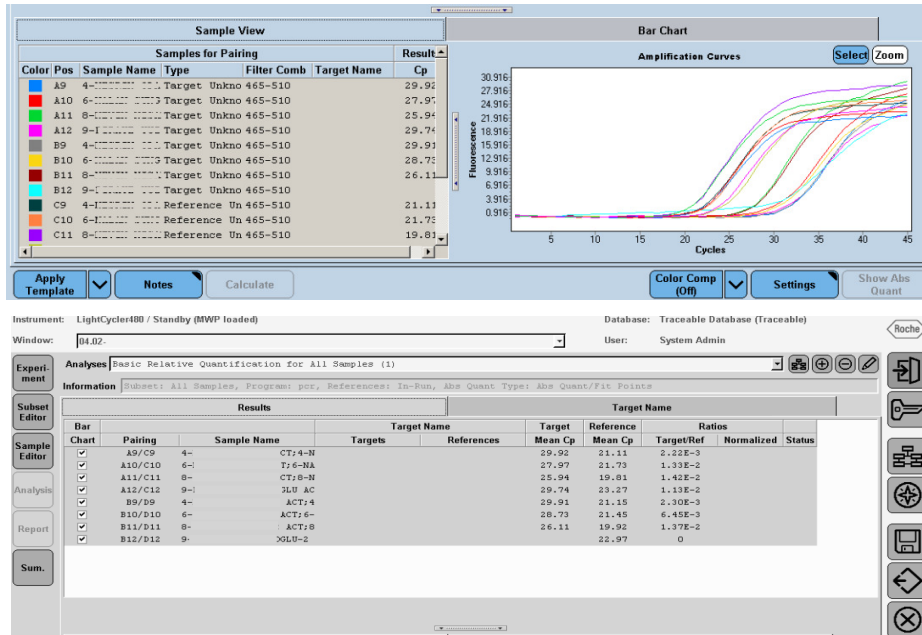 Sample View Bar Chart
Samples for Pairing Result
Color Pos Sample Name Type Filter Comb Target Name Cp
A9 4- Target Unkno 465-510 29.92
A10 6- Target Unkno 465-510 27.97
A11 8- Target Unkno 465-510 25.94
A12 9- Target Unkno 465-510 29.74
B9 4- Target Unkno 465-510 29.91
B10 6- Target Unkno 465-510 28.73
B11 8- Target Unkno 465-510 26.11
B12 9- Target Unkno 465-510
C9 4- Reference Un 465-510 21.11
C10 6- Reference Un 465-510 21.73
C11 8- Reference Un 465-510 19.81
Amplification Curves
Select Zoom
Fluorescence
30.916
27.916
24.916
21.916
18.916
15.916
12.916
9.916
6.916
3.916
0.916
5 10 15 20 25 30 35 40 45
Cycles
Apply Template
Notes
Calculate
Color Comp (Off)
Settings
Show Abs Quant
Instrument: LightCycler480 / Standby (MWP loaded) Database: Traceable Database (Traceable)
Window: 04.02- User: System Admin
Roche
Experi-
ment
Subset
Editor
Sample
Editor
Analysis
Report
Sum.
Analyses Basic Relative Quantification for All Samples (1)
Information Subset: All Samples, Program: pcr, References: In-Run, Abs Quant Type: Abs Quant/Fit Points
Results Target Name
Bar Target Name Target Reference Ratios
Chart Pairing Sample Name Targets References Mean Cp Mean Cp Target/Ref Normalized Status
A9/C9 4- CT;4-N 29.92 21.11 2.22E-3
A10/C10 6- T;6-NA 27.97 21.73 1.33E-2
A11/C11 8- CT;8-N 25.94 19.81 1.42E-2
A12/C12 9- GLU AC 29.74 23.27 1.13E-2
B9/D9 4- ACT;4 29.91 21.15 2.30E-3
B10/D10 6- ACT;6- 28.73 21.45 6.45E-3
B11/D11 8- ACT;8 26.11 19.92 1.37E-2
B12/D12 9- GLU-2 22.97 0